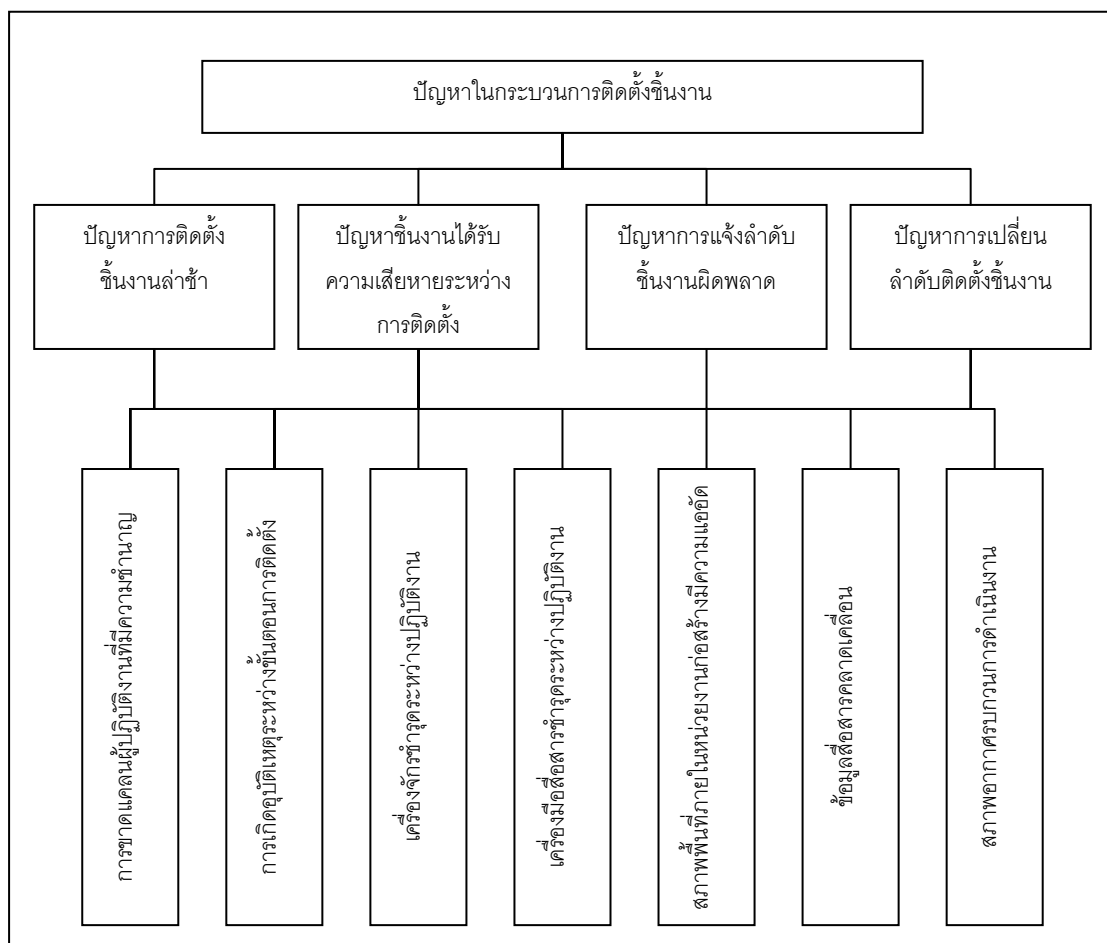 ปัญหาในกระบวนการติดตั้งชิ้นงาน
ปัญหาการติดตั้ง
ชิ้นงานล่าช้า
ปัญหาชิ้นงานได้รับ
ความเสียหายระหว่าง
การติดตั้ง
ปัญหาการแจ้งลำดับ
ชิ้นงานผิดพลาด
ปัญหาการเปลี่ยน
ลำดับติดตั้งชิ้นงาน
การขาดแคลนผู้ปฏิบัติงานที่มีความชำนาญ
การเกิดอุบัติเหตุระหว่างขั้นตอนการติดตั้ง
เครื่องจักรชำรุดระหว่างปฏิบัติงาน
เครื่องมือสื่อสารชำรุดระหว่างปฏิบัติงาน
สภาพพื้นที่ภายในหน่วยงานก่อสร้างมีความแออัด
ข้อมูลสื่อสารคลาดเคลื่อน
สภาพอากาศรบกวนการดำเนินงาน